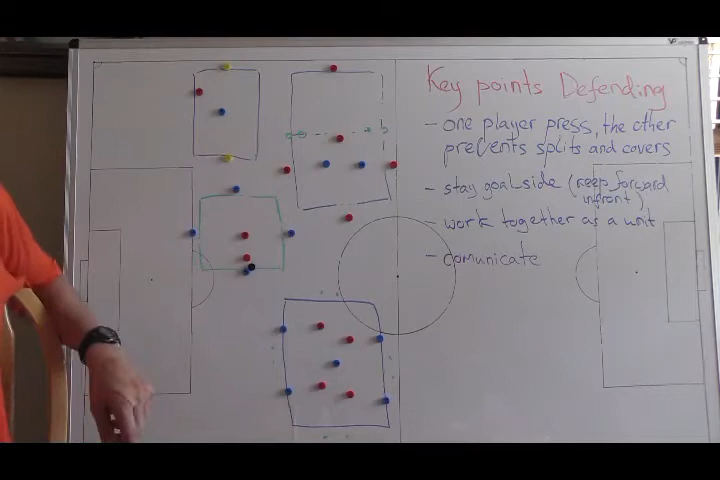 Key points Defending
- one player press, the other
prevents splits and covers
- stay goalside (keep forward
infront)
- work together as a unit
- comunicate